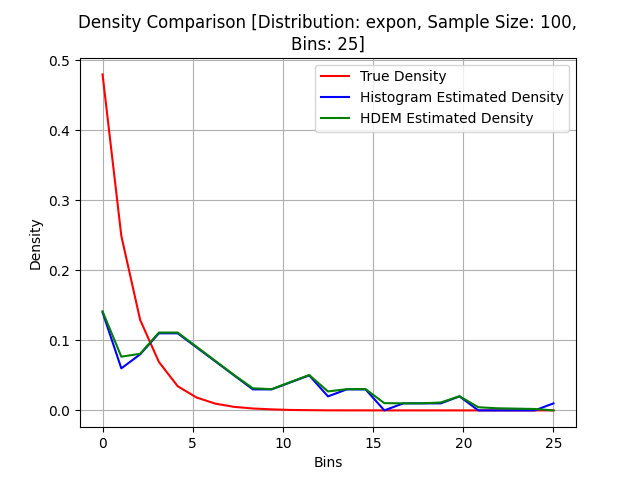 Density Comparison [Distribution: expon, Sample Size: 100,
Bins: 25]
True Density
Histogram Estimated Density
HDEM Estimated Density
Density
0.5
0.4
0.3
0.2
0.1
0.0
0 5 10 15 20 25
Bins